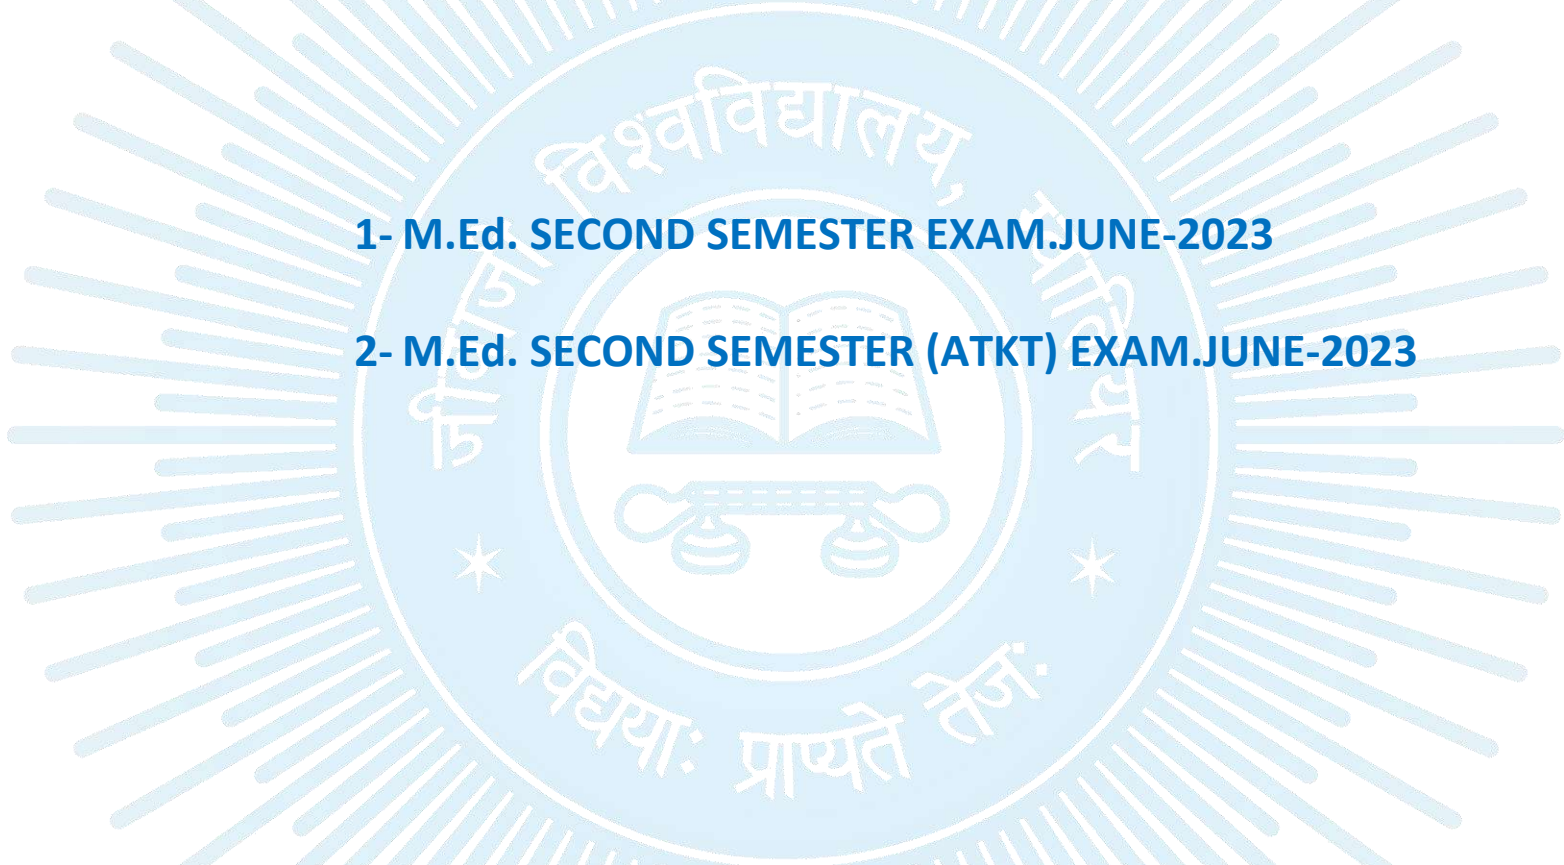 जीवाजी विश्वविद्यालय, ग्वालियर
1- M.Ed. SECOND SEMESTER EXAM.JUNE-2023
2- M.Ed. SECOND SEMESTER (ATKT) EXAM.JUNE-2023
विद्यया: प्राप्यते तेज: